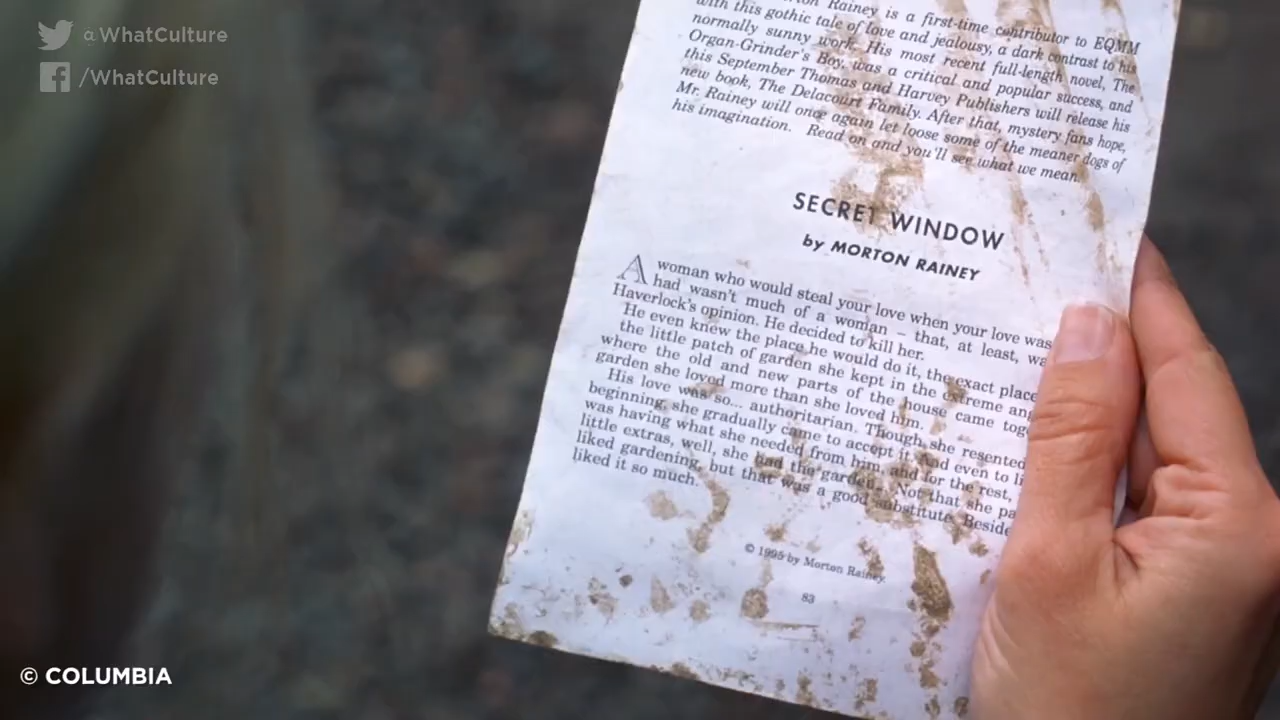 @WhatCulture
/WhatCulture
Rainey is a first-time contributor to EQMM
with this gothic tale of love and jealousy, a dark contrast to his
normally sunny work. His most recent full-length novel, The
Organ-Grinder's Boy, was a critical and popular success, and
this September Thomas and Harvey Publishers will release his
new book, The Delacourt Family. After that, mystery fans hope,
Mr. Rainey will once again let loose some of the meaner dogs of
his imagination. Read on and you'll see what we mean.
SECRET WINDOW
by MORTON RAINEY
A woman who would steal your love when your love was
had wasn't much of a woman – that, at least, wa
Haverlock's opinion. He decided to kill her.
He even knew the place he would do it, the exact place
the little patch of garden she kept in the extreme ang
where the old and new parts of the house came tog
garden she loved more than she loved him.
His love was so... authoritarian. Though she resented
beginning, she gradually came to accept it. And even to li
was having what she needed from him, and for the rest,
little extras, well, she had the garden. Not that she pa
liked gardening, but that was a good substitute. Beside
liked it so much.
© 1995 by Morton Rainey
83
© COLUMBIA